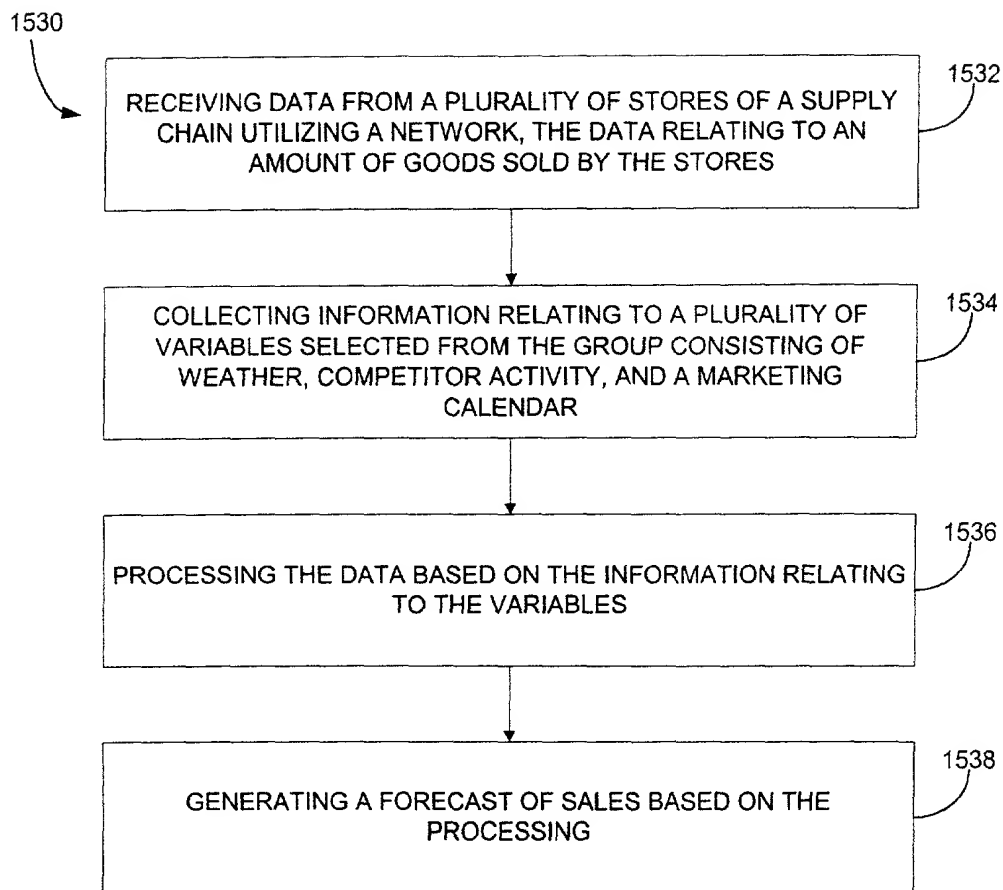 1530
1532
RECEIVING DATA FROM A PLURALITY OF STORES OF A SUPPLY
CHAIN UTILIZING A NETWORK, THE DATA RELATING TO AN
AMOUNT OF GOODS SOLD BY THE STORES
1534
COLLECTING INFORMATION RELATING TO A PLURALITY OF
VARIABLES SELECTED FROM THE GROUP CONSISTING OF
WEATHER, COMPETITOR ACTIVITY, AND A MARKETING
CALENDAR
1536
PROCESSING THE DATA BASED ON THE INFORMATION RELATING
TO THE VARIABLES
1538
GENERATING A FORECAST OF SALES BASED ON THE
PROCESSING